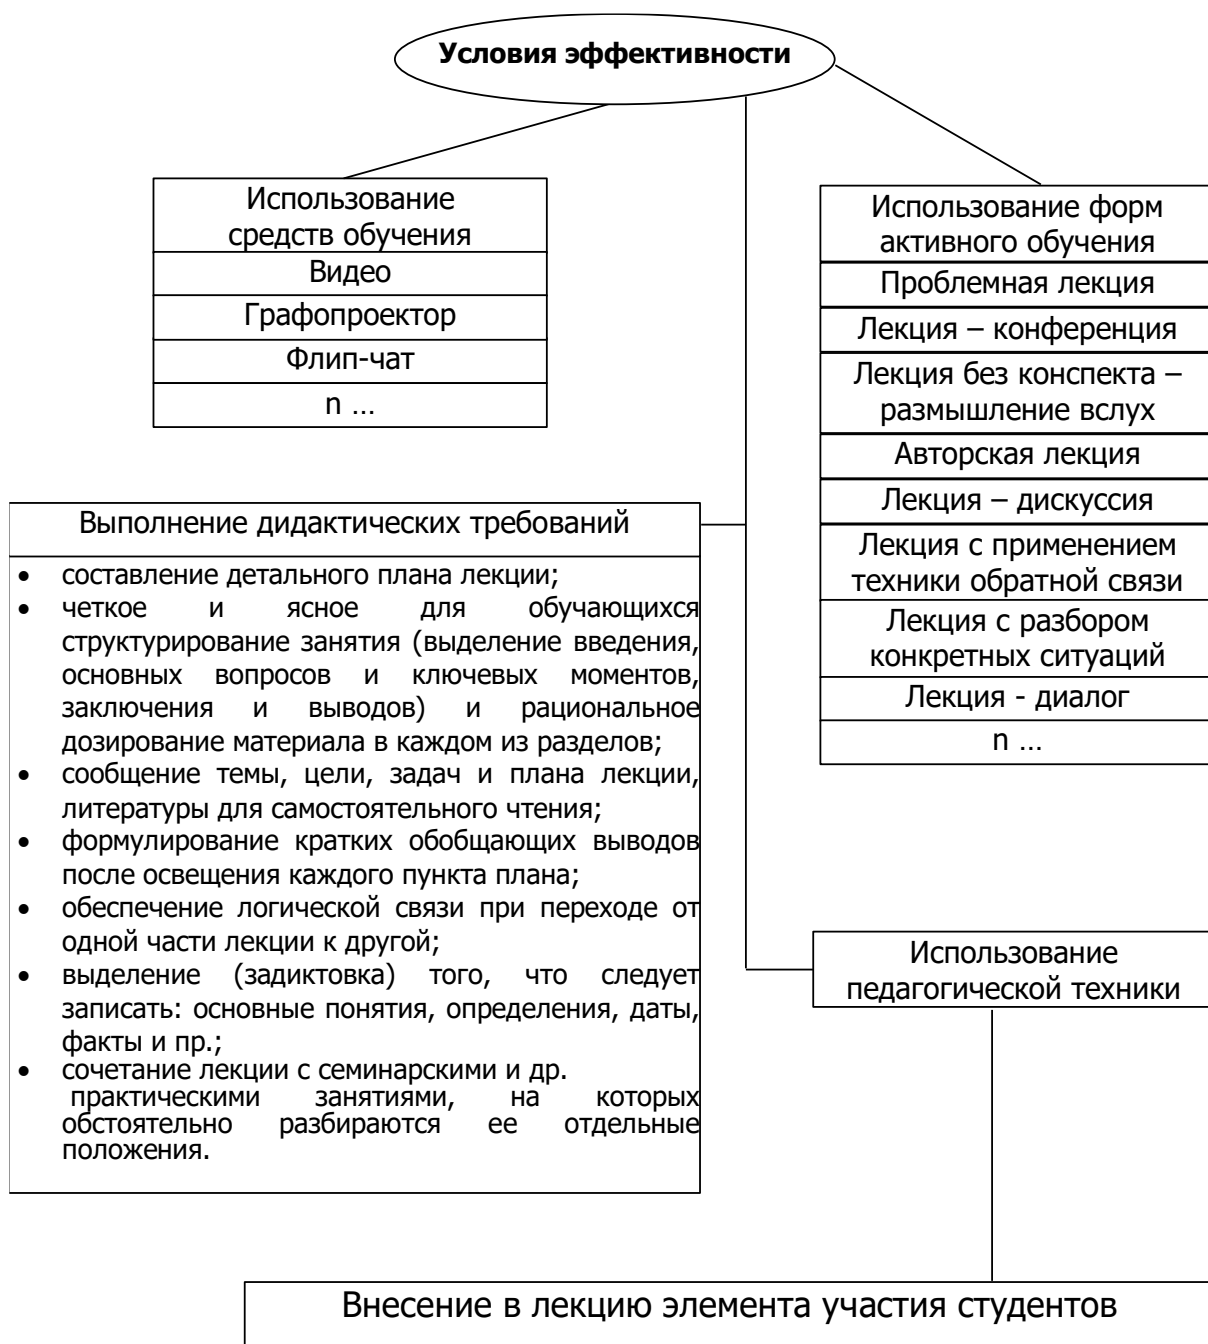 Условия эффективности
Использование
средств обучения
Видео
Графопроектор
Флип-чат
n ...
Использование форм
активного обучения
Проблемная лекция
Лекция – конференция
Лекция без конспекта –
размышление вслух
Авторская лекция
Лекция – дискуссия
Лекция с применением
техники обратной связи
Лекция с разбором
конкретных ситуаций
Лекция - диалог
n ...
Выполнение дидактических требований
• составление детального плана лекции;
• четкое и ясное для обучающихся
структурирование занятия (выделение введения,
основных вопросов и ключевых моментов,
заключения и выводов) и рациональное
дозирование материала в каждом из разделов;
• сообщение темы, цели, задач и плана лекции,
литературы для самостоятельного чтения;
• формулирование кратких обобщающих выводов
после освещения каждого пункта плана;
• обеспечение логической связи при переходе от
одной части лекции к другой;
• выделение (задиктовка) того, что следует
записать: основные понятия, определения, даты,
факты и пр.;
• сочетание лекции с семинарскими и др.
практическими занятиями, на которых
обстоятельно разбираются ее отдельные
положения.
Использование
педагогической техники
Внесение в лекцию элемента участия студентов